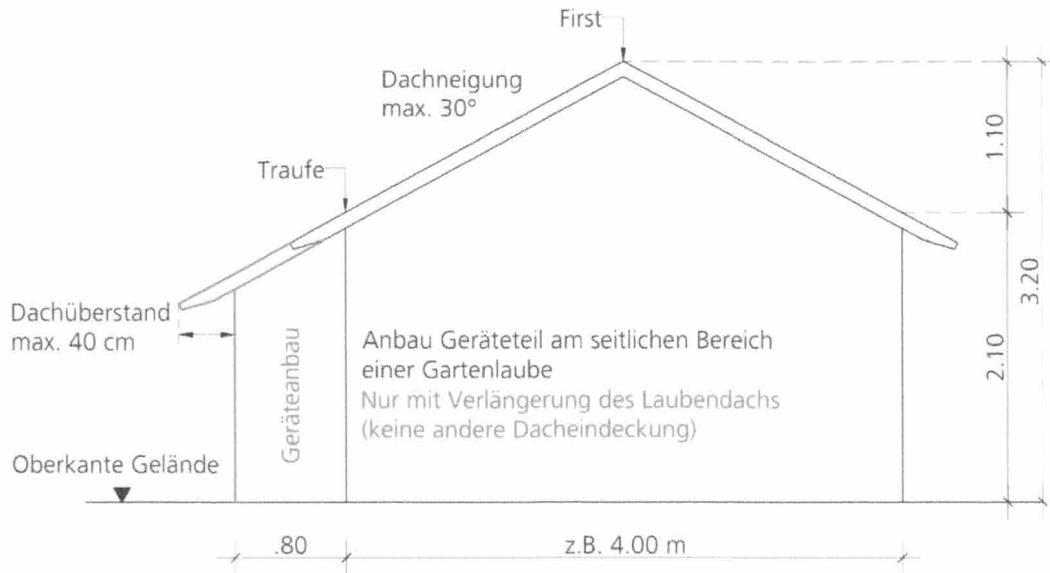 First
Dachneigung
max. 30°
1.10
Traufe
3.20
Dachüberstand
max. 40 cm
Geräteanbau
Anbau Geräteteil am seitlichen Bereich
einer Gartenlaube
Nur mit Verlängerung des Laubendachs
(keine andere Dacheindeckung)
2.10
Oberkante Gelände
.80
z.B. 4.00 m